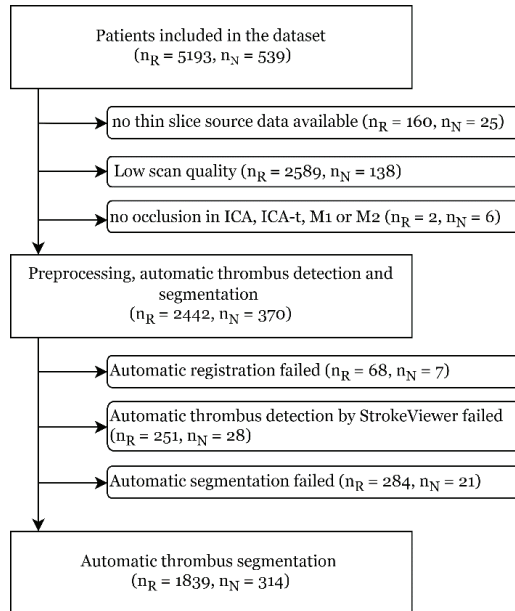 Patients included in the dataset
(nR = 5193, nN = 539)
no thin slice source data available (nR = 160, nN = 25)
Low scan quality (nR = 2589, nN = 138)
no occlusion in ICA, ICA-t, M1 or M2 (nR = 2, nN = 6)
Preprocessing, automatic thrombus detection and
segmentation
(nR = 2442, nN = 370)
Automatic registration failed (nR = 68, nN = 7)
Automatic thrombus detection by StrokeViewer failed
(nR = 251, nN = 28)
Automatic segmentation failed (nR = 284, nN = 21)
Automatic thrombus segmentation
(nR = 1839, nN = 314)